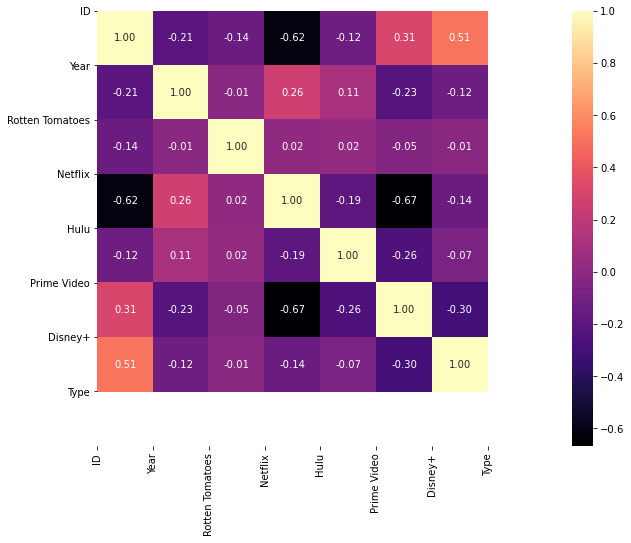 ID
1.00 -0.21 -0.14 -0.62 -0.12 0.31 0.51
Year
-0.21 1.00 -0.01 0.26 0.11 -0.23 -0.12
Rotten Tomatoes
-0.14 -0.01 1.00 0.02 0.02 -0.05 -0.01
Netflix
-0.62 0.26 0.02 1.00 -0.19 -0.67 -0.14
Hulu
-0.12 0.11 0.02 -0.19 1.00 -0.26 -0.07
Prime Video
0.31 -0.23 -0.05 -0.67 -0.26 1.00 -0.30
Disney+
0.51 -0.12 -0.01 -0.14 -0.07 -0.30 1.00
Type
ID
Year
Rotten Tomatoes
Netflix
Hulu
Prime Video
Disney+
Type
1.0
0.8
0.6
0.4
0.2
0.0
−0.2
−0.4
−0.6